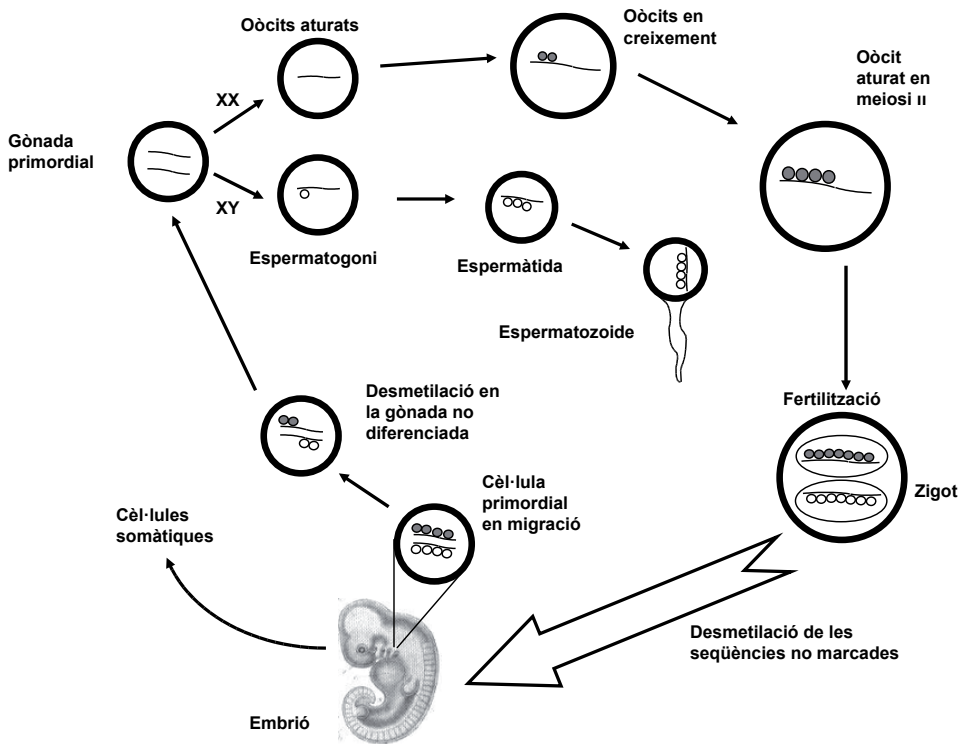 Oòcits aturats
Oòcits en
creixement
Oòcit
aturat en
meiosi II
XX
Gònada
primordial
XY
Espermatogoni
Espermàtida
Espermatozoide
Desmetilació en
la gònada no
diferenciada
Fertilització
Cèl·lula
primordial
en migració
Zigot
Cèl·lules
somàtiques
Desmetilació de les
seqüències no marcades
Embrió